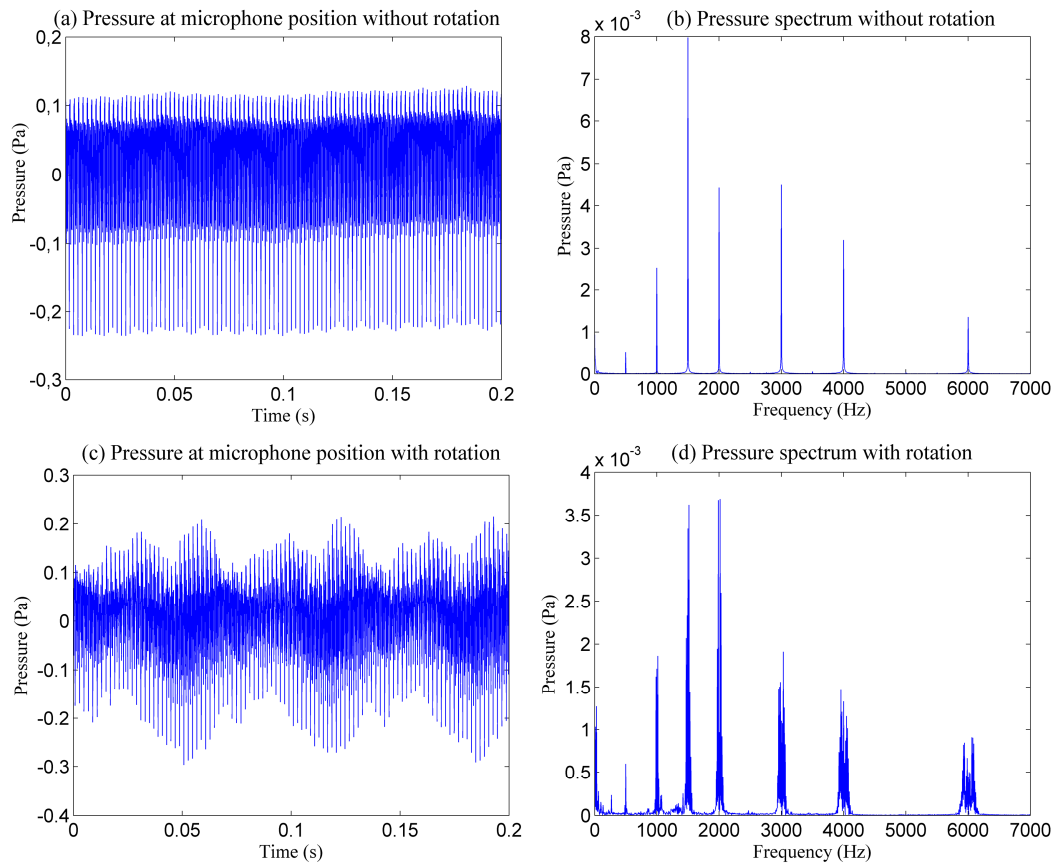 (a) Pressure at microphone position without rotation
0,2
0,1
0
-0,1
-0,2
-0,3
Pressure (Pa)
0
0.05
0.1
0.15
0.2
Time (s)
(b) Pressure spectrum without rotation
8 x 10^-3
7
6
5
4
3
2
1
0
Pressure (Pa)
0 1000 2000 3000 4000 5000 6000 7000
Frequency (Hz)
(c) Pressure at microphone position with rotation
0.3
0.2
0.1
0
-0.1
-0.2
-0.3
-0.4
Pressure (Pa)
0
0.05
0.1
0.15
0.2
Time (s)
(d) Pressure spectrum with rotation
4 x 10^-3
3.5
3
2.5
2
1.5
1
0.5
0
Pressure (Pa)
0 1000 2000 3000 4000 5000 6000 7000
Frequency (Hz)